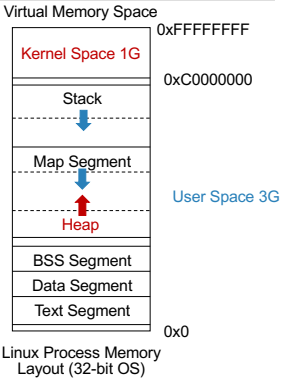 Virtual Memory Space
0xFFFFFFFF
Kernel Space 1G
0xC0000000
Stack
Map Segment
User Space 3G
Heap
BSS Segment
Data Segment
Text Segment
0x0
Linux Process Memory
Layout (32-bit OS)